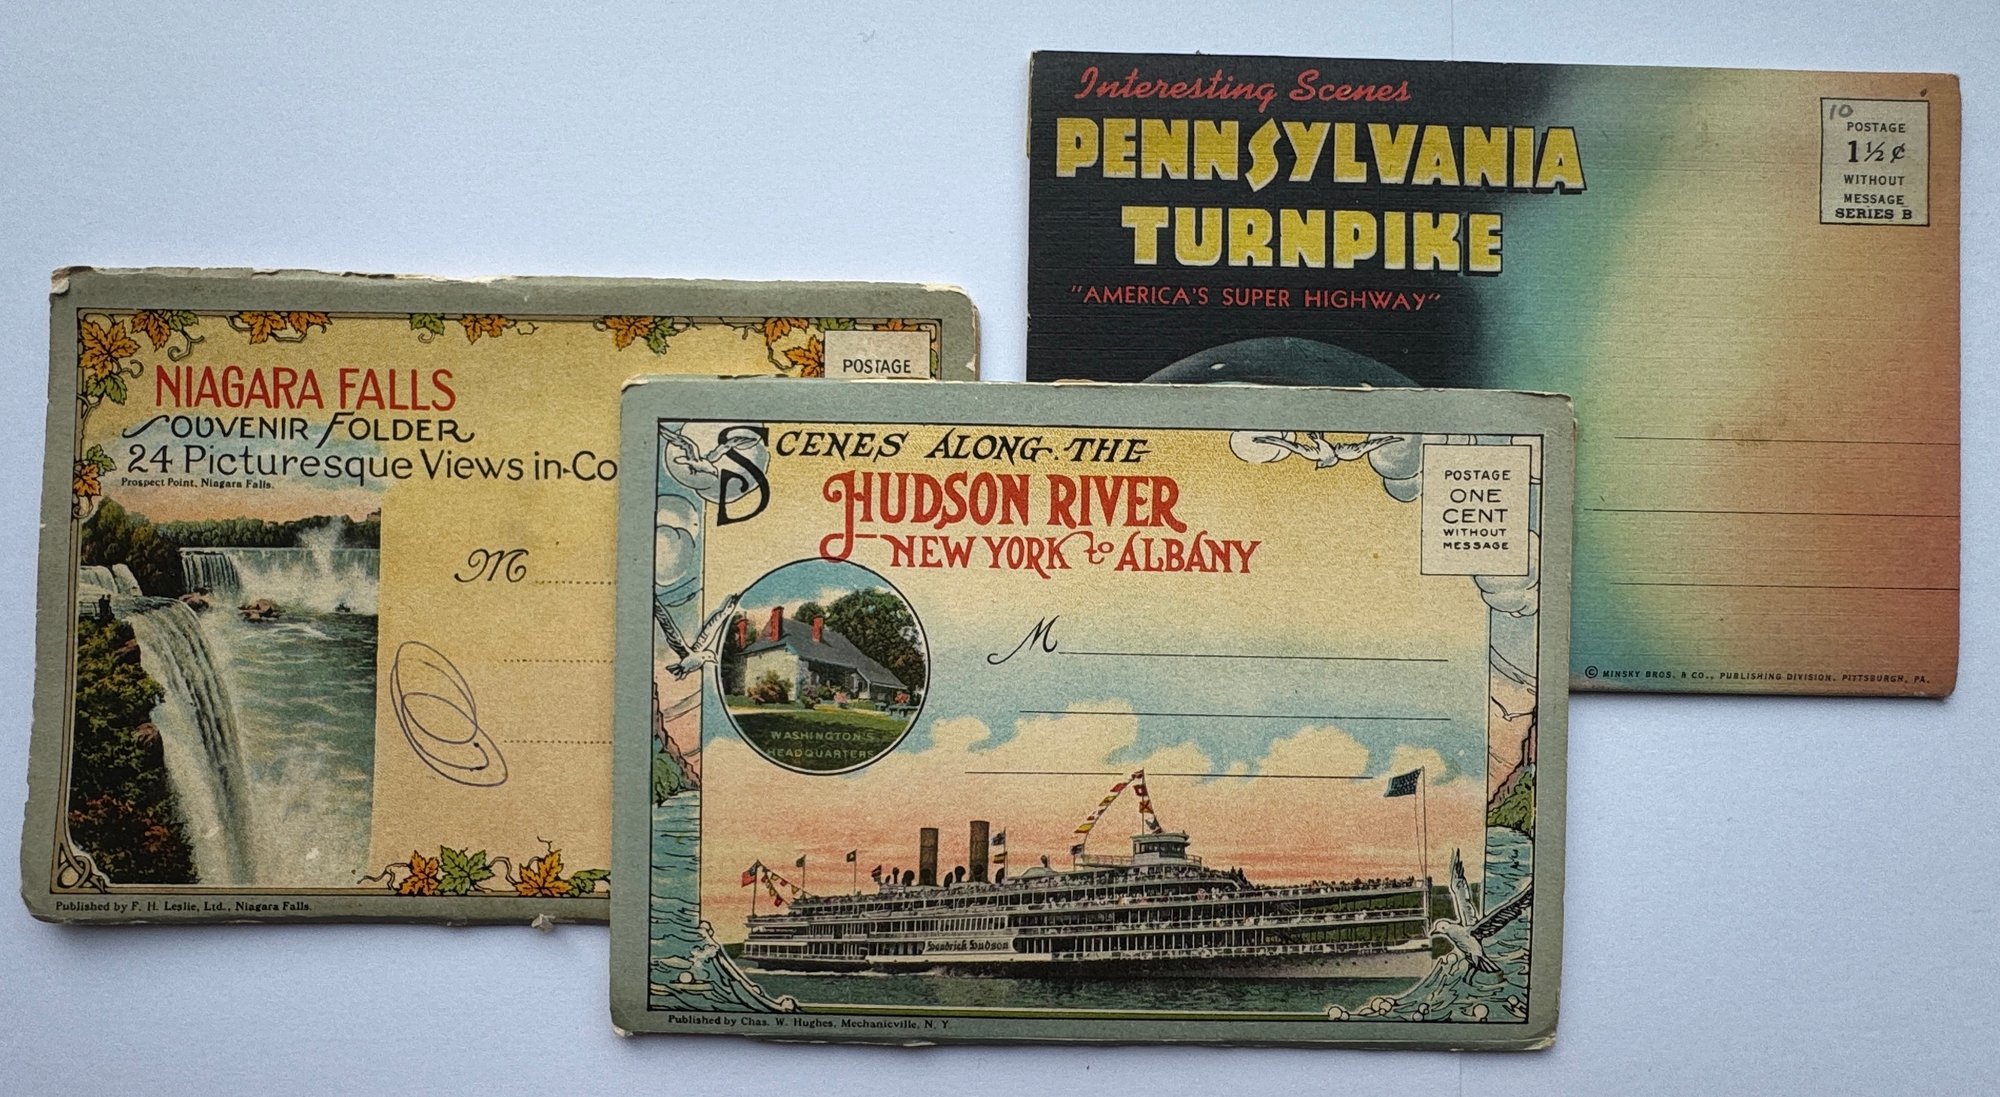 Interesting Scenes
PENNSYLVANIA
TURNPIKE
"AMERICA'S SUPER HIGHWAY"
10
POSTAGE
1½ ¢
WITHOUT
MESSAGE
SERIES B
© MINSKY BROS. & CO., PUBLISHING DIVISION, PITTSBURGH, PA.
NIAGARA FALLS
SOUVENIR FOLDER
24 Picturesque Views in Co
Prospect Point, Niagara Falls.
POSTAGE
M
Published by F. H. Leslie, Ltd., Niagara Falls.
SCENES ALONG THE
HUDSON RIVER
NEW YORK to ALBANY
POSTAGE
ONE
CENT
WITHOUT
MESSAGE
M
WASHINGTON'S
HEADQUARTERS
Hendrick Hudson
Published by Chas. W. Hughes, Mechanicville, N. Y.